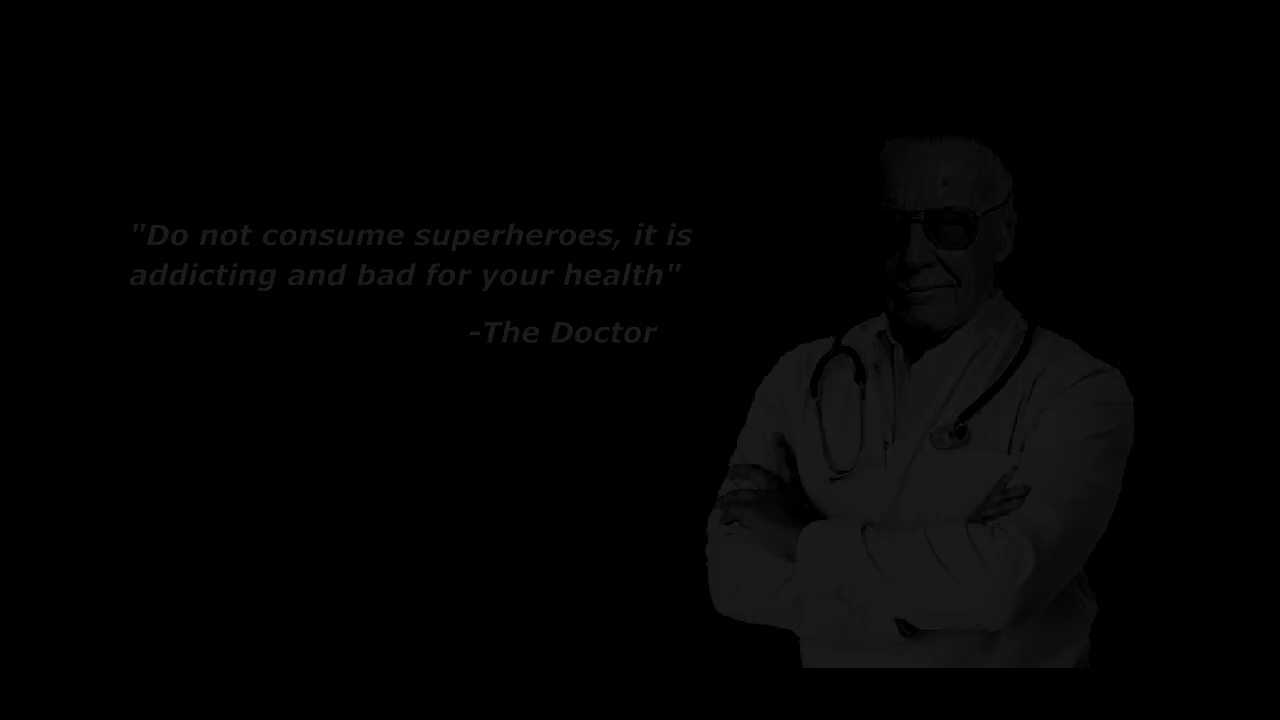 "Do not consume superheroes, it is
addicting and bad for your health"
-The Doctor